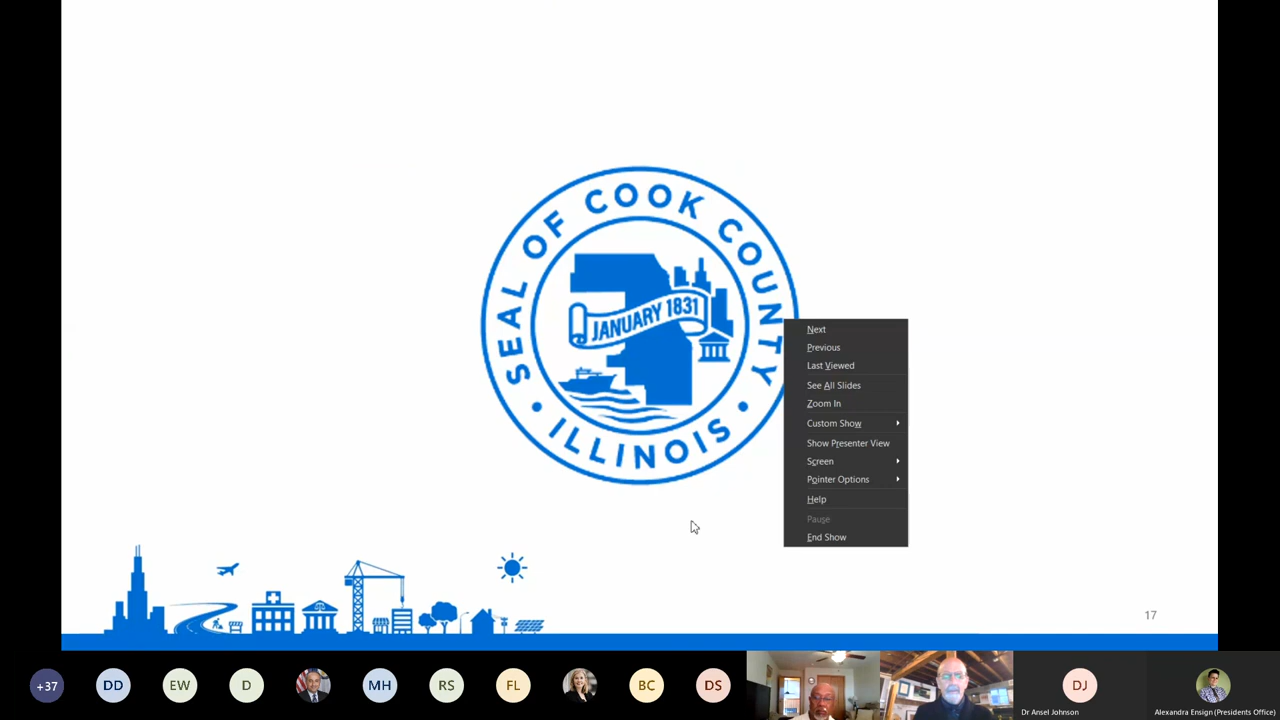 SEAL OF COOK COUNTY
JANUARY 1831
ILLINOIS
Next
Previous
Last Viewed
See All Slides
Zoom In
Custom Show
Show Presenter View
Screen
Pointer Options
Help
Pause
End Show
17
+37
DD
EW
D
MH
RS
FL
BC
DS
DJ
Dr Ansel Johnson
Alexandra Ensign (Presidents Office)